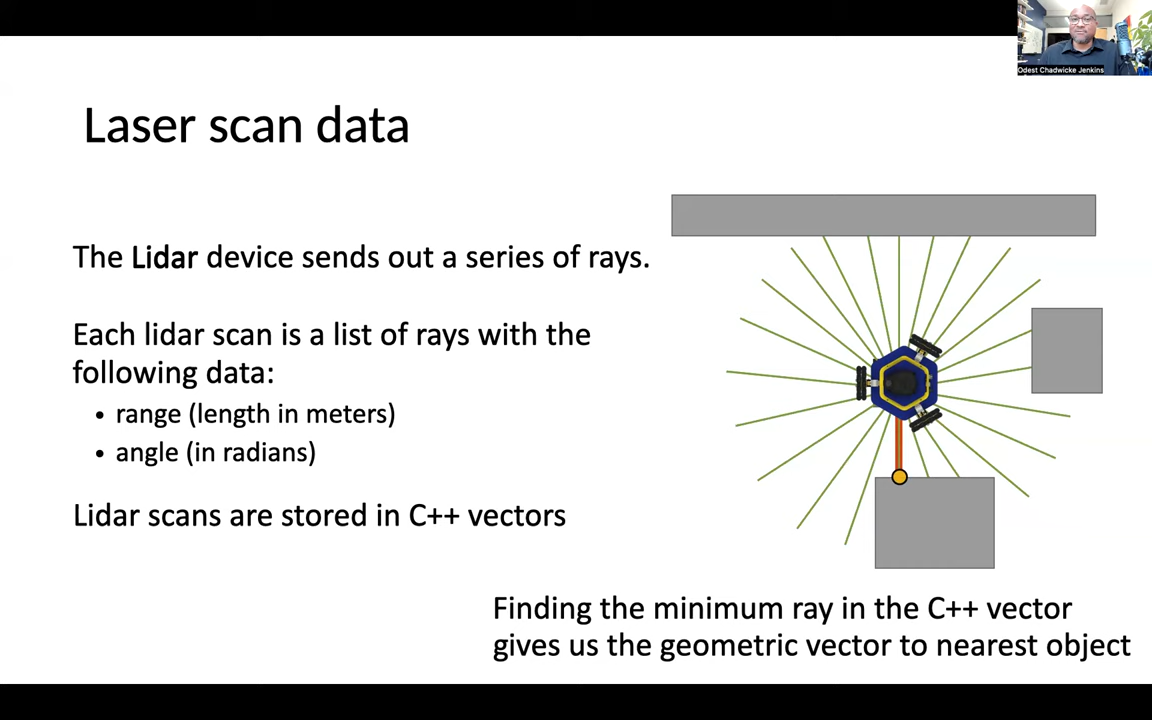 Odest Chadwicke Jenkins
Laser scan data
The Lidar device sends out a series of rays.
Each lidar scan is a list of rays with the
following data:
• range (length in meters)
• angle (in radians)
Lidar scans are stored in C++ vectors
Finding the minimum ray in the C++ vector
gives us the geometric vector to nearest object